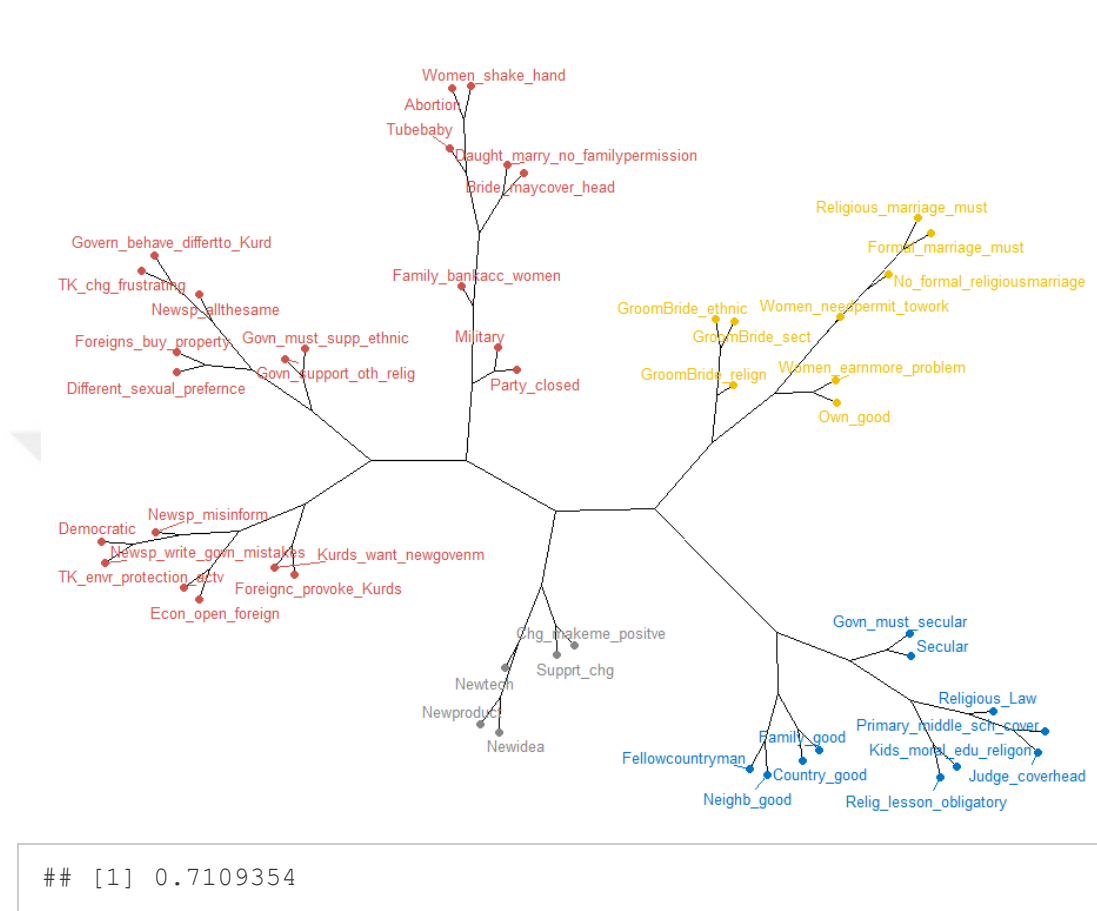 Women_shake_hand
Abortion
Tubebaby
Daught_marry_no_familypermission
Bride_maycover_head
Religious_marriage_must
Formal_marriage_must
Govern_behave_differtto_Kurd
TK_chg_frustrating
Family_bankacc_women
No_formal_religiousmarriage
Newsp_allthesame
GroomBride_ethnic
Women_needpermit_towork
Foreigns_buy_property
Govn_must_supp_ethnic
Military
GroomBride_sect
Different_sexual_prefernce
Govn_support_oth_relig
Party_closed
GroomBride_relign
Women_earnmore_problem
Own_good
Newsp_misinform
Democratic
Newsp_write_govn_mistakes
Kurds_want_newgovenm
TK_envr_protection_actv
Foreignc_provoke_Kurds
Econ_open_foreign
Chg_makeme_positve
Govn_must_secular
Secular
Supprt_chg
Newtech
Newproduct
Newidea
Religious_Law
Primary_middle_sch_cover
Family_good
Kids_moral_edu_religon
Fellowcountryman
Country_good
Judge_coverhead
Neighb_good
Relig_lesson_obligatory
## [1] 0.7109354